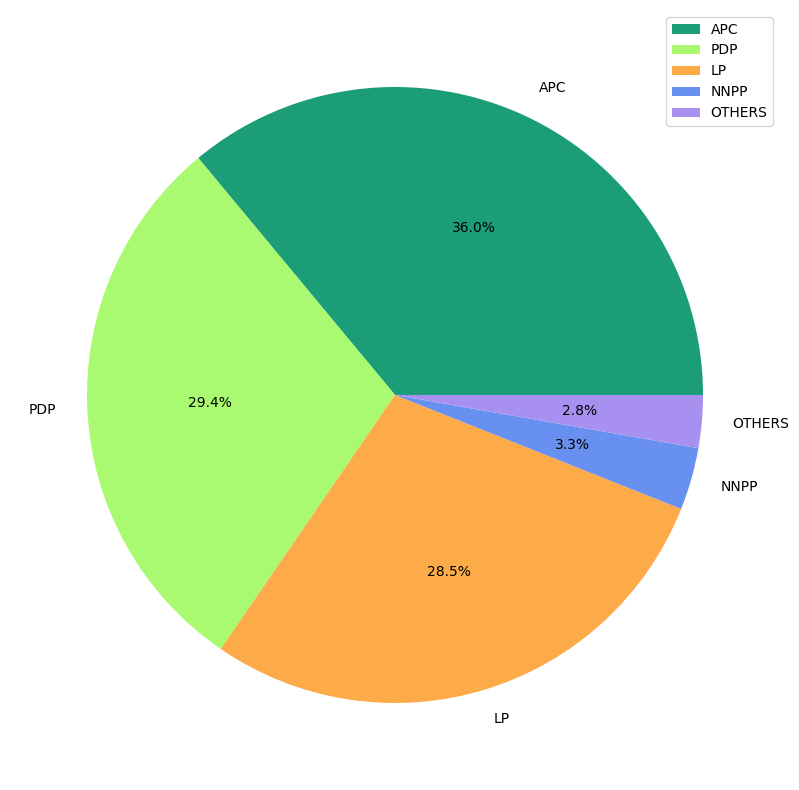 APC
PDP
LP
NNPP
OTHERS
APC
36.0%
PDP
29.4%
LP
28.5%
NNPP
3.3%
OTHERS
2.8%